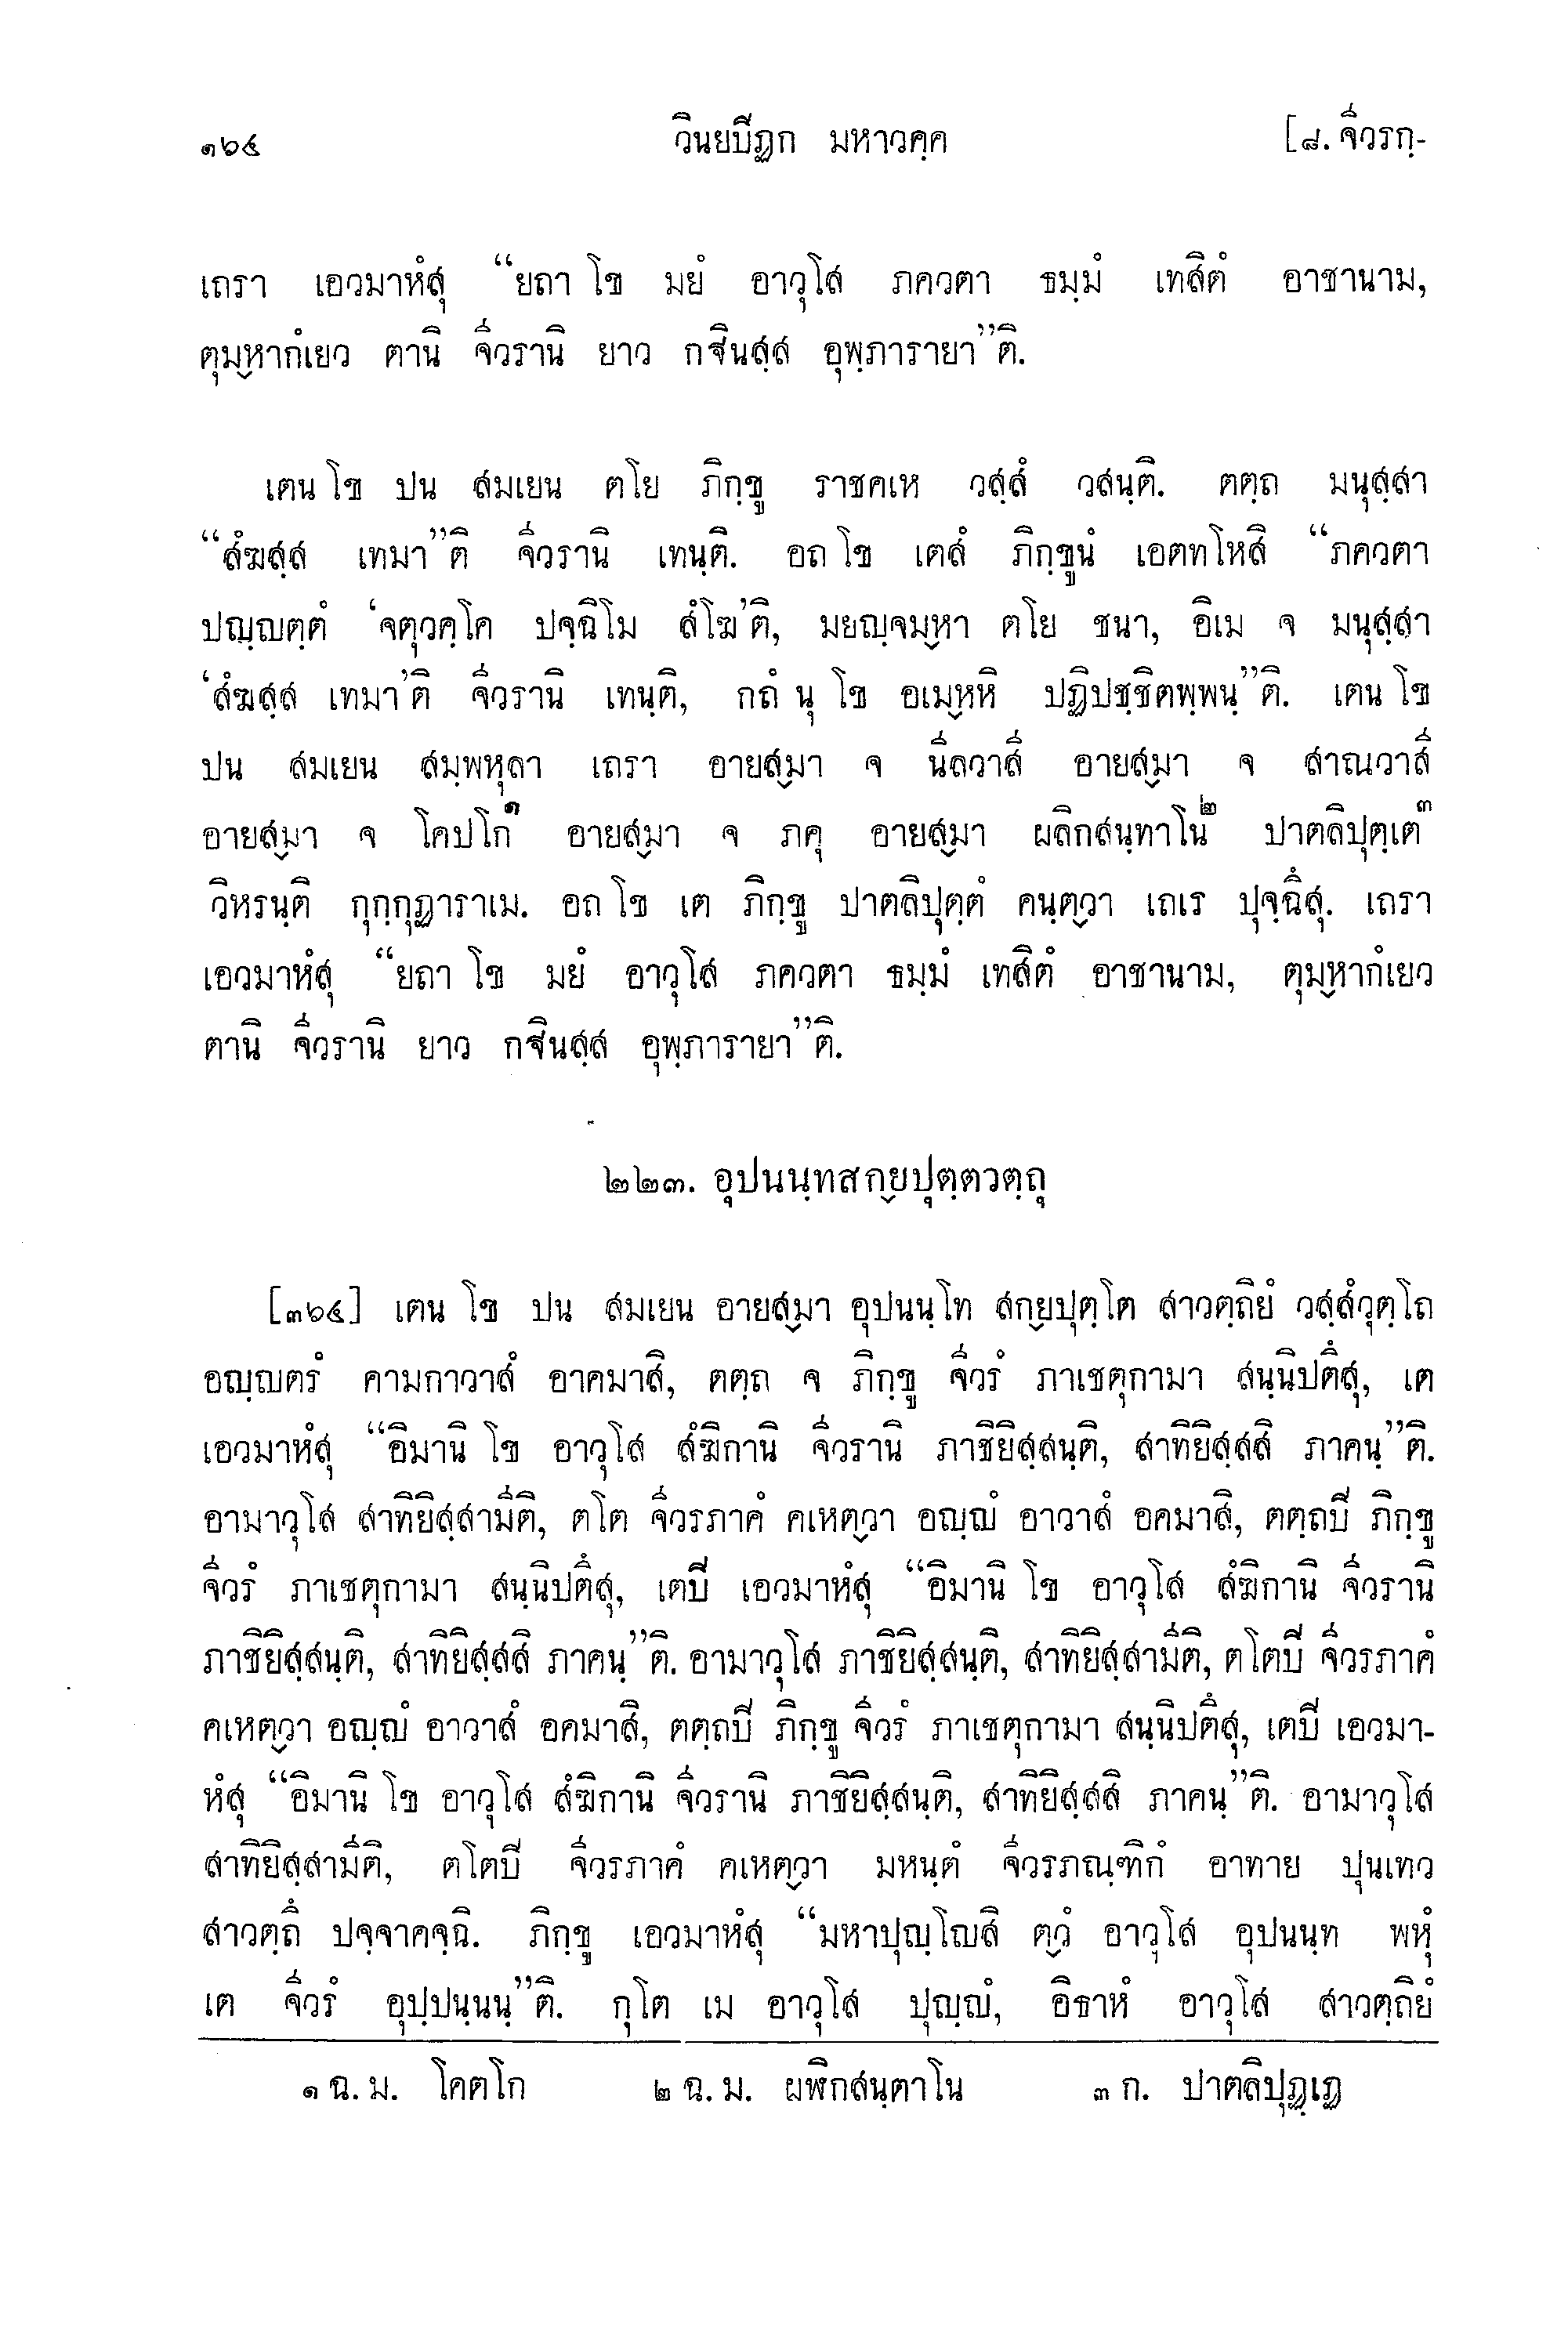 ๑๖๔ วินยปิฏก มหาวคฺค [๘. จีวรกฺ-
เถรา เอวมาหํสุ “ยถา โข มยํ อาวุโส ภควตา ธมฺมํ เทสิตํ อาชานาม,
ตุมฺหากํเยว ตานิ จีวรานิ ยาว กฐินสฺส อุพฺภารายา”ติ.
เตน โข ปน สมเยน ตโย ภิกฺขู ราชคเห วสฺสํ วสนฺติ. ตตฺถ มนุสฺสา
“สํฆสฺส เทมา”ติ จีวรานิ เทนฺติ. อถ โข เตสํ ภิกฺขูนํ เอตทโหสิ “ภควตา
ปญฺญตฺตํ ‘จตุวคฺโค ปจฺฉิโม สํโฆ’ติ, มยญฺจมฺหา ตโย ชนา, อิเม จ มนุสฺสา
‘สํฆสฺส เทมา’ติ จีวรานิ เทนฺติ, กถํ นุ โข อเมฺหหิ ปฏิปชฺชิตพฺพนฺ”ติ. เตน โข
ปน สมเยน สมฺพหุลา เถรา อายสฺมา จ นีลวาสี อายสฺมา จ สาณวาสี
อายสฺมา จ โคปโก๑ อายสฺมา จ ภคุ อายสฺมา ผลิกสนฺทาโน๒ ปาตลิปุตฺเต๓
วิหรนฺติ กุกฺกุฏาราเม. อถ โข เต ภิกฺขู ปาตลิปุตฺตํ คนฺตฺวา เถเร ปุจฺฉึสุ. เถรา
เอวมาหํสุ “ยถา โข มยํ อาวุโส ภควตา ธมฺมํ เทสิตํ อาชานาม, ตุมฺหากํเยว
ตานิ จีวรานิ ยาว กฐินสฺส อุพฺภารายา”ติ.
๒๒๓. อุปนนฺทสกฺยปุตฺตวตฺถุ
[๓๖๔] เตน โข ปน สมเยน อายสฺมา อุปนนฺโท สกฺยปุตฺโต สาวตฺถิยํ วสฺสํวุตฺโถ
อญฺญตรํ คามกาวาสํ อาคมาสิ, ตตฺถ จ ภิกฺขู จีวรํ ภาเชตุกามา สนฺนิปตึสุ, เต
เอวมาหํสุ “อิมานิ โข อาวุโส สํฆิกานิ จีวรานิ ภาชิยิสฺสนฺติ, สาทิยิสฺสสิ ภาคนฺ”ติ.
อามาวุโส สาทิยิสฺสามีติ, ตโต จีวรภาคํ คเหตฺวา อญฺญํ อาวาสํ อคมาสิ, ตตฺถปิ ภิกฺขู
จีวรํ ภาเชตุกามา สนฺนิปตึสุ, เตปิ เอวมาหํสุ “อิมานิ โข อาวุโส สํฆิกานิ จีวรานิ
ภาชิยิสฺสนฺติ, สาทิยิสฺสสิ ภาคนฺ”ติ. อามาวุโส ภาชิยิสฺสนฺติ, สาทิยิสฺสามีติ, ตโตปิ จีวรภาคํ
คเหตฺวา อญฺญํ อาวาสํ อคมาสิ, ตตฺถปิ ภิกฺขู จีวรํ ภาเชตุกามา สนฺนิปตึสุ, เตปิ เอวมา-
หํสุ “อิมานิ โข อาวุโส สํฆิกานิ จีวรานิ ภาชิยิสฺสนฺติ, สาทิยิสฺสสิ ภาคนฺ”ติ. อามาวุโส
สาทิยิสฺสามีติ, ตโตปิ จีวรภาคํ คเหตฺวา มหนฺตํ จีวรภณฺฑิกํ อาทาย ปุนเทว
สาวตฺถึ ปจฺจาคจฺฉิ. ภิกฺขู เอวมาหํสุ “มหาปุญฺโญสิ ตฺวํ อาวุโส อุปนนฺท พหุํ
เต จีวรํ อุปฺปนฺนนฺ”ติ. กุโต เม อาวุโส ปุญฺญํ, อิธาหํ อาวุโส สาวตฺถิยํ
๑ ฉ. ม. โคตโก ๒ ฉ. ม. ผฬิกสนฺตาโน ๓ ก. ปาตลิปุฏฺเฏ